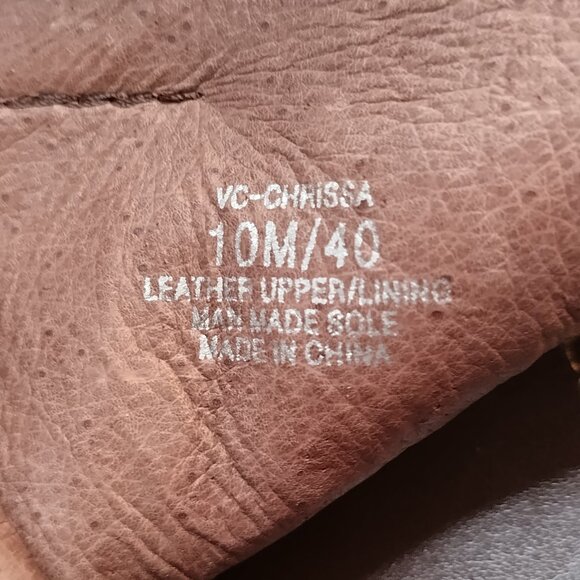 VC-CHRISSA
10M/40
LEATHER UPPER/LINING
MAN MADE SOLE
MADE IN CHINA